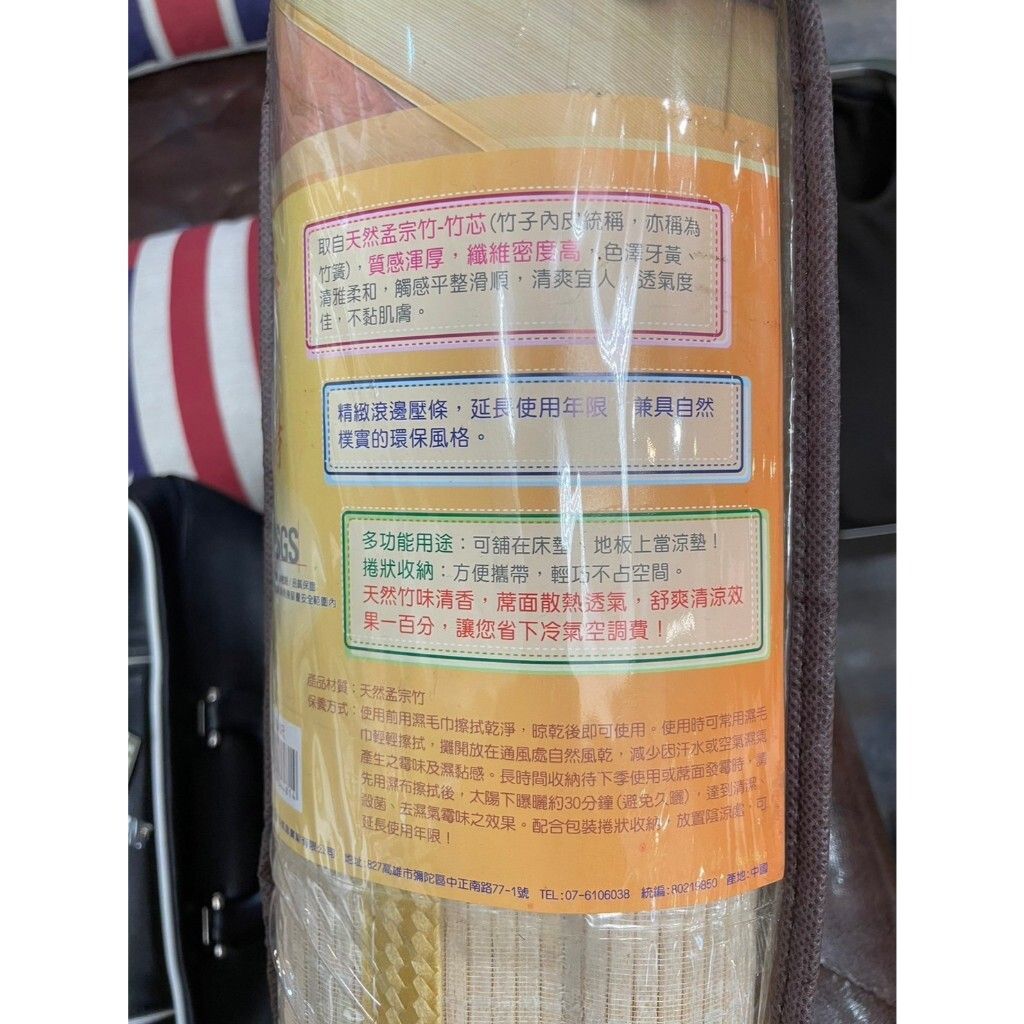 取自天然孟宗竹-竹芯(竹子內皮統稱，亦稱為
竹簧)，質感渾厚，纖維密度高，色澤牙黃、
清雅柔和，觸感平整滑順，清爽宜人，透氣度
佳，不黏肌膚。
精緻滾邊壓條，延長使用年限，兼具自然
樸實的環保風格。
多功能用途：可舖在床墊、地板上當涼墊！
捲狀收納：方便攜帶，輕巧不占空間。
天然竹味清香，蓆面散熱透氣，舒爽清涼效
果一百分，讓您省下冷氣空調費！
SGS
安全範圍內
產品材質：天然孟宗竹
保養方式：使用前用濕毛巾擦拭乾淨，晾乾後即可使用。使用時可常用濕毛
巾輕輕擦拭，攤開放在通風處自然風乾，減少因汗水或空氣濕氣
產生之霉味及濕黏感。長時間收納待下季使用或蓆面發霉時，請
先用濕布擦拭後，太陽下曝曬約30分鐘(避免久曬)，達到清潔、
殺菌、去濕氣霉味之效果。配合包裝捲狀收納，放置陰涼處，可
延長使用年限！
有限公司 地址:827高雄市彌陀區中正南路77-1號 TEL:07-6106038 統編:80219850 產地:中國